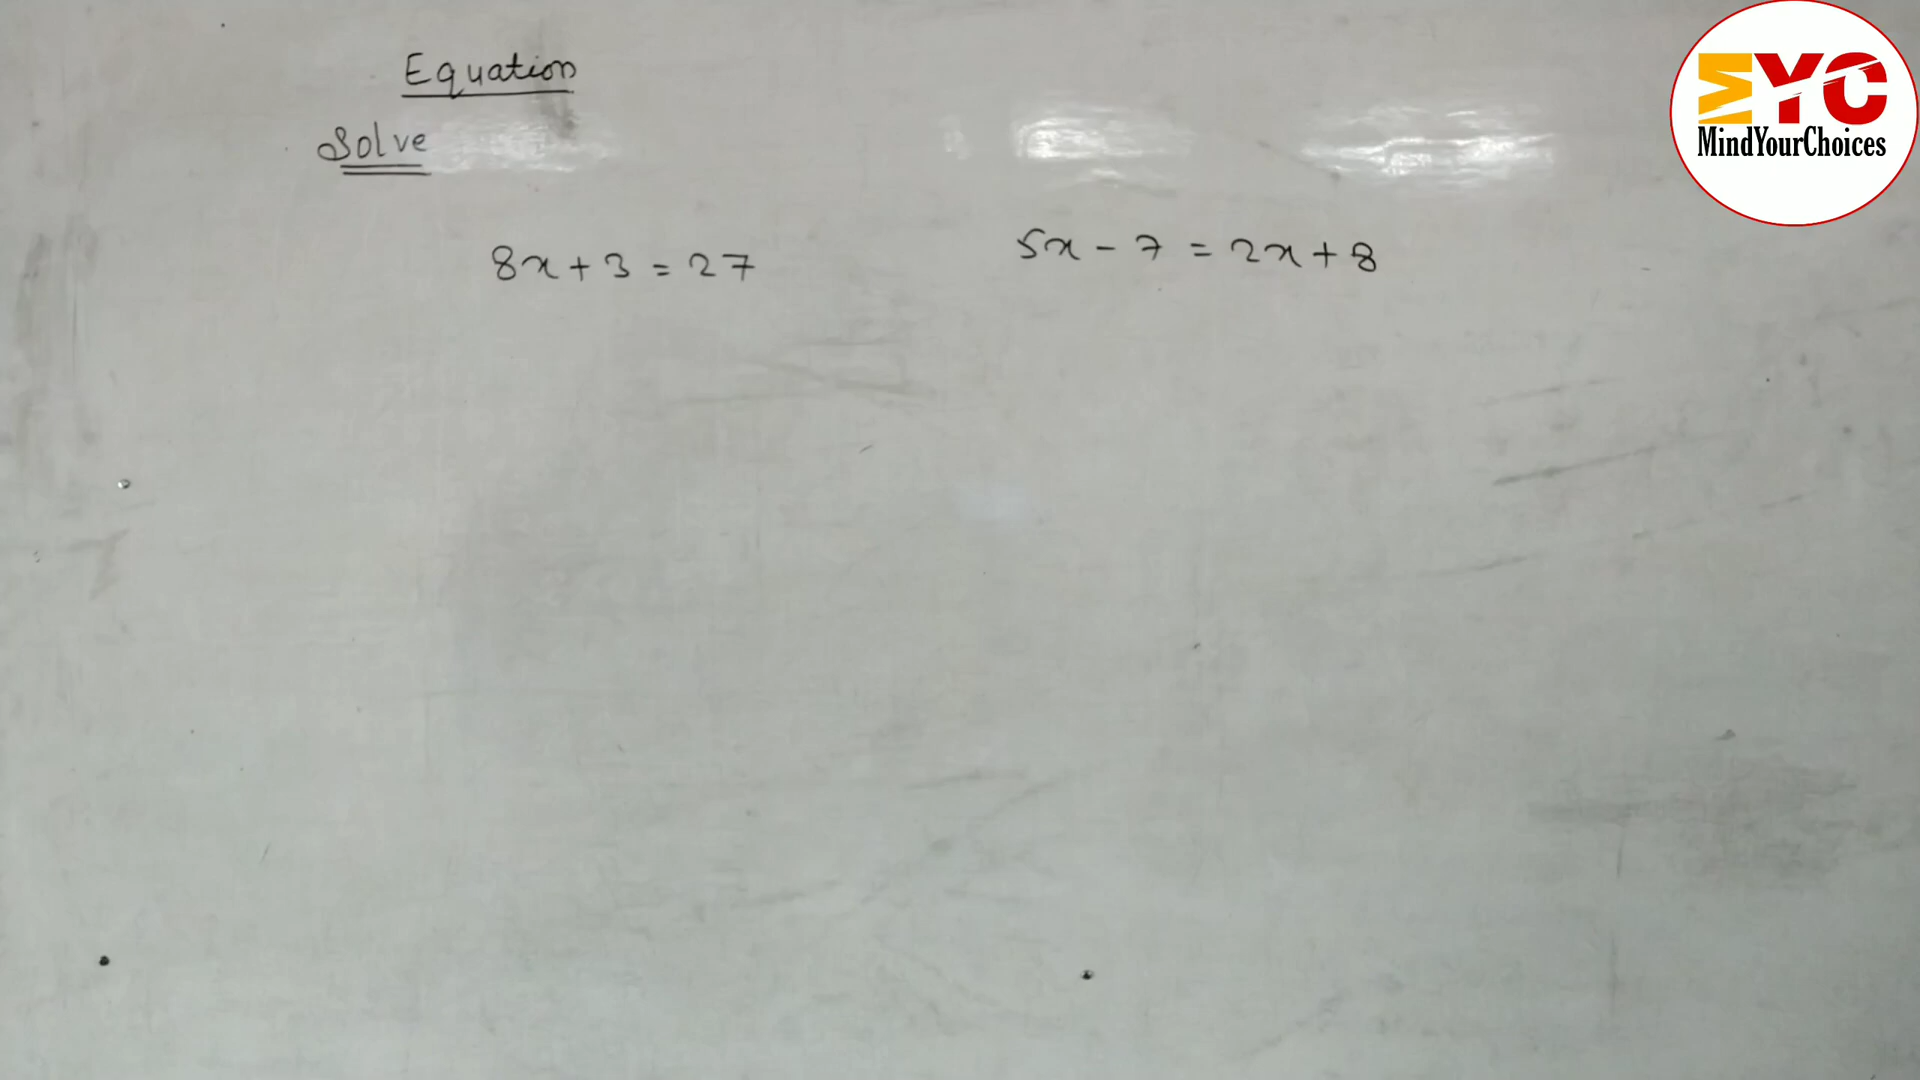 Equation
Solve
8x + 3 = 27
5x - 7 = 2x + 8
MYC
MindYourChoices